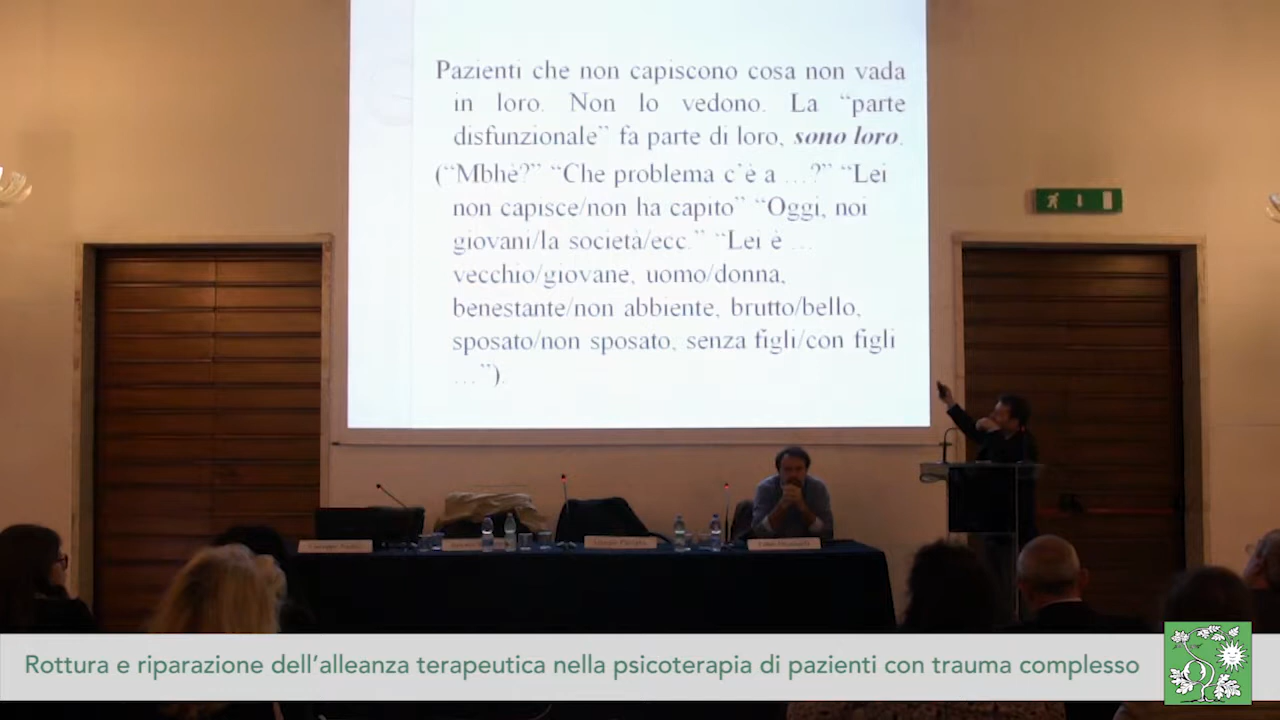 Pazienti che non capiscono cosa non vada
in loro. Non lo vedono. La “parte
disfunzionale” fa parte di loro, sono loro.
(“Mbhè?” “Che problema c’è a …?” “Lei
non capisce/non ha capito” “Oggi, noi
giovani/la società/ecc.” “Lei è …
vecchio/giovane, uomo/donna,
benestante/non abbiente, brutto/bello,
sposato/non sposato, senza figli/con figli
…”).
Rottura e riparazione dell’alleanza terapeutica nella psicoterapia di pazienti con trauma complesso